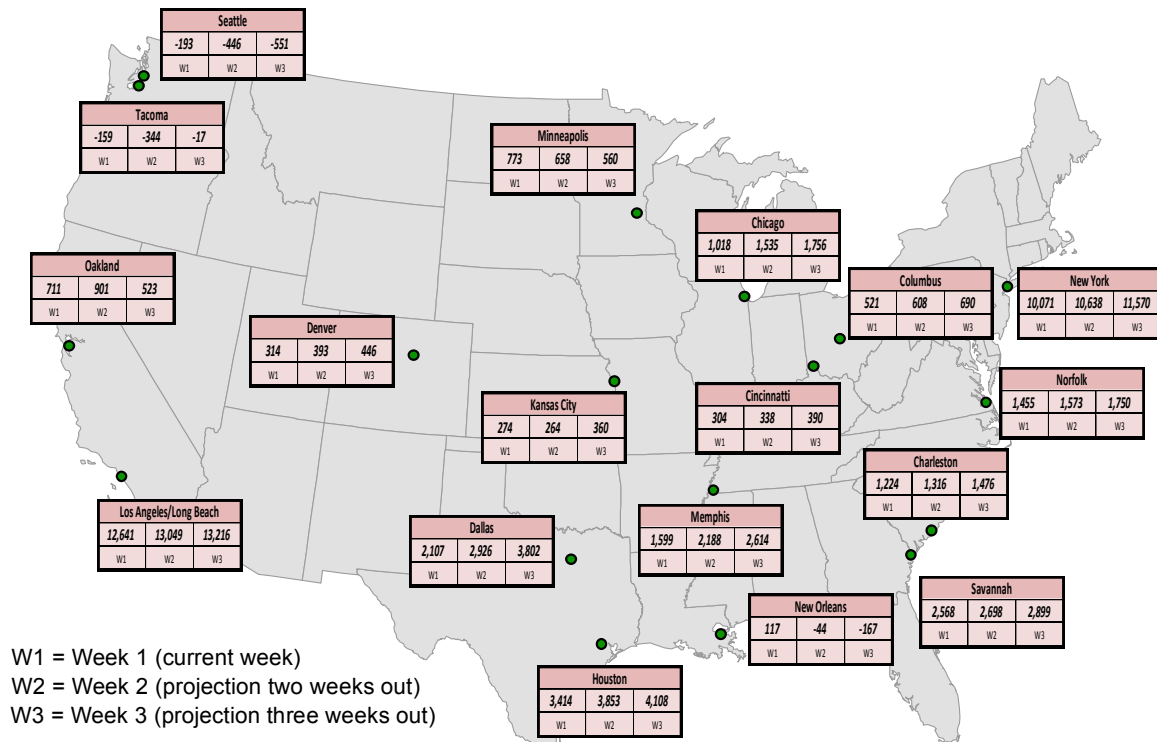 Seattle
-193 -446 -551
W1 W2 W3
Tacoma
-159 -344 -17
W1 W2 W3
Minneapolis
773 658 560
W1 W2 W3
Chicago
1,018 1,535 1,756
W1 W2 W3
Oakland
711 901 523
W1 W2 W3
Columbus
521 608 690
W1 W2 W3
New York
10,071 10,638 11,570
W1 W2 W3
Denver
314 393 446
W1 W2 W3
Norfolk
1,455 1,573 1,750
W1 W2 W3
Kansas City
274 264 360
W1 W2 W3
Cincinnatti
304 338 390
W1 W2 W3
Charleston
1,224 1,316 1,476
W1 W2 W3
Los Angeles/Long Beach
12,641 13,049 13,216
W1 W2 W3
Dallas
2,107 2,926 3,802
W1 W2 W3
Memphis
1,599 2,188 2,614
W1 W2 W3
Savannah
2,568 2,698 2,899
W1 W2 W3
New Orleans
117 -44 -167
W1 W2 W3
Houston
3,414 3,853 4,108
W1 W2 W3
W1 = Week 1 (current week)
W2 = Week 2 (projection two weeks out)
W3 = Week 3 (projection three weeks out)